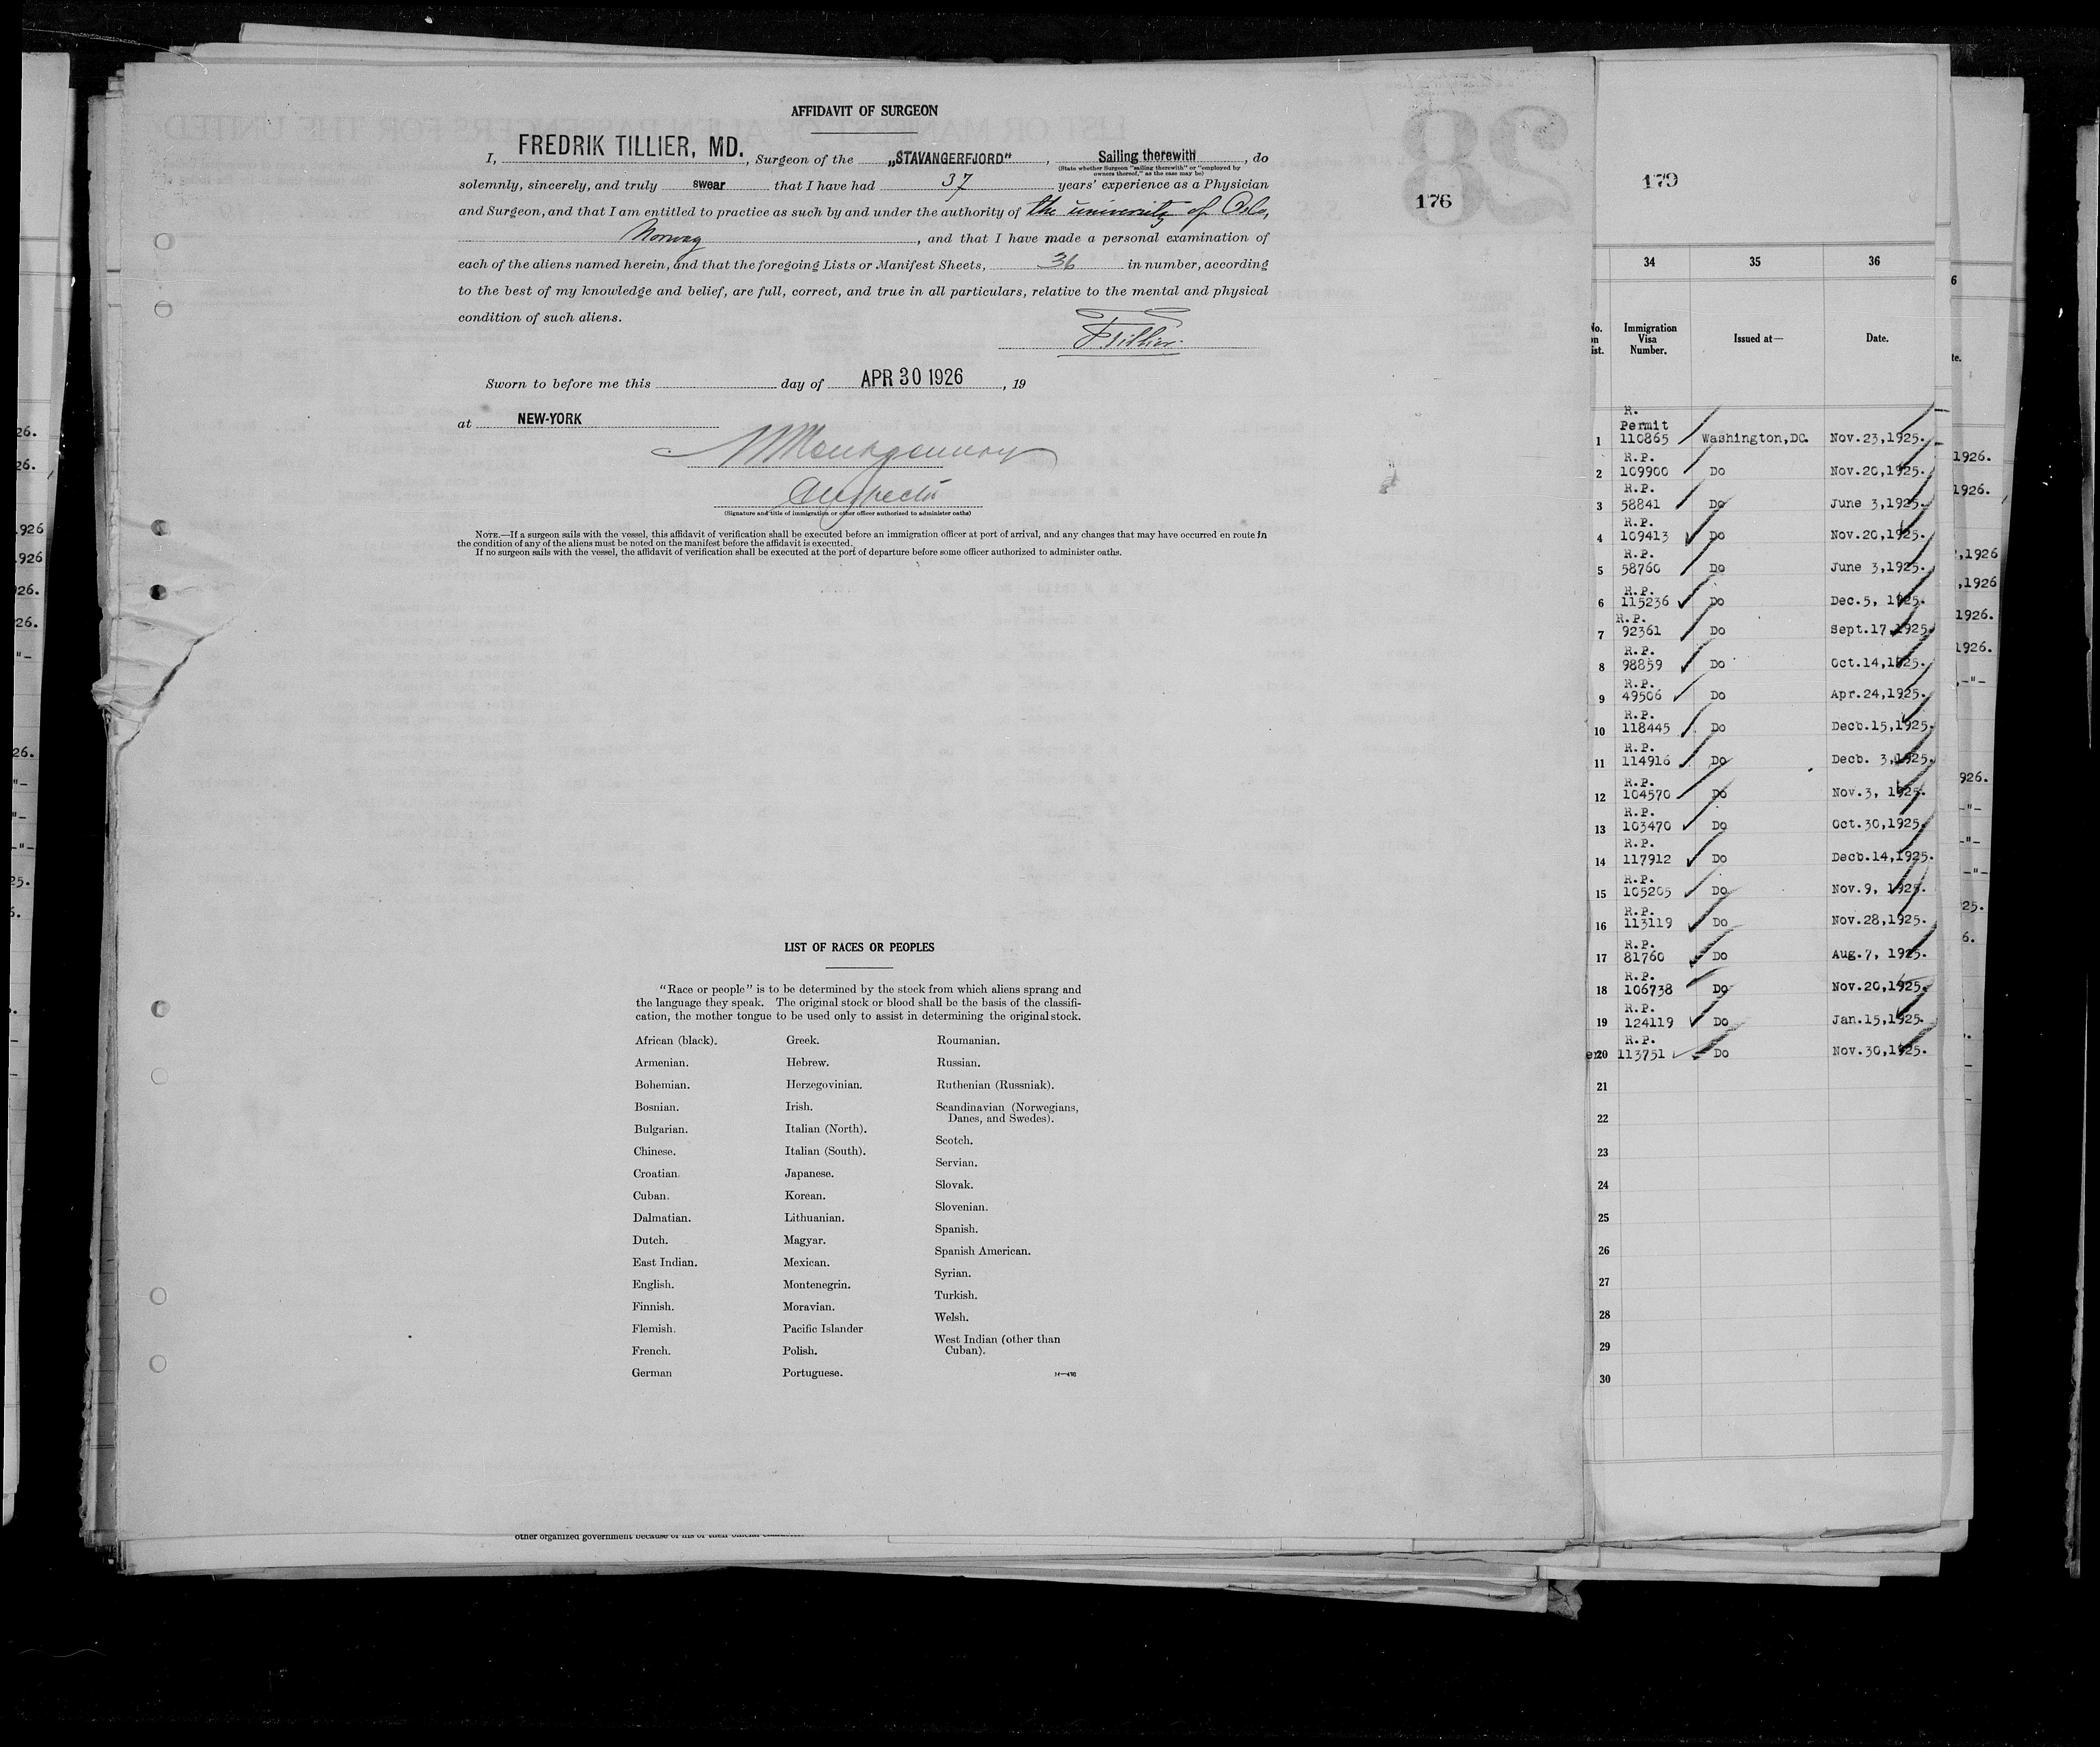 AFFIDAVIT OF SURGEON
I, FREDRIK TILLIER, MD., Surgeon of the „STAVANGERFJORD", Sailing therewith, do
(State whether Surgeon "sailing therewith" or "employed by
owners thereof," as the case may be)
solemnly, sincerely, and truly swear that I have had 37 years' experience as a Physician
and Surgeon, and that I am entitled to practice as such by and under the authority of the university of Oslo,
Norway, and that I have made a personal examination of
each of the aliens named herein, and that the foregoing Lists or Manifest Sheets, 36 in number, according
to the best of my knowledge and belief, are full, correct, and true in all particulars, relative to the mental and physical
condition of such aliens.
F Tillier.
Sworn to before me this day of APR 30 1926, 19
at NEW-YORK
Montgomery
Inspector
(Signature and title of immigration or other officer authorized to administer oaths)
NOTE.—If a surgeon sails with the vessel, this affidavit of verification shall be executed before an immigration officer at port of arrival, and any changes that may have occurred en route in
the condition of any of the aliens must be noted on the manifest before the affidavit is executed.
If no surgeon sails with the vessel, the affidavit of verification shall be executed at the port of departure before some officer authorized to administer oaths.
176
LIST OF RACES OR PEOPLES
"Race or people" is to be determined by the stock from which aliens sprang and
the language they speak. The original stock or blood shall be the basis of the classifi-
cation, the mother tongue to be used only to assist in determining the original stock.
African (black).
Armenian.
Bohemian.
Bosnian.
Bulgarian.
Chinese.
Croatian.
Cuban.
Dalmatian.
Dutch.
East Indian.
English.
Finnish.
Flemish.
French.
German
Greek.
Hebrew.
Herzegovinian.
Irish.
Italian (North).
Italian (South).
Japanese.
Korean.
Lithuanian.
Magyar.
Mexican.
Montenegrin.
Moravian.
Pacific Islander
Polish.
Portuguese.
Roumanian.
Russian.
Ruthenian (Russniak).
Scandinavian (Norwegians,
Danes, and Swedes).
Scotch.
Servian.
Slovak.
Slovenian.
Spanish.
Spanish American.
Syrian.
Turkish.
Welsh.
West Indian (other than
Cuban).
179
34 35 36
Immigration
Visa
Number.
Issued at—
Date.
R.
Permit
1 110865 Washington,DC. Nov.23,1925.
R.P.
2 109900 Do Nov.20,1925.
R.P.
3 58841 Do June 3,1925.
R.P.
4 109413 Do Nov.20,1925.
R.P.
5 58760 Do June 3,1925.
R.P.
6 115236 Do Dec.5, 1925.
R.P.
7 92361 Do Sept.17,1925
R.P.
8 98859 Do Oct.14,1925.
R.P.
9 49506 Do Apr.24,1925.
R.P.
10 118445 Do Decb.15,1925.
R.P.
11 114916 Do Decb. 3,1925.
R.P.
12 104570 Do Nov.3, 1925.
R.P.
13 103470 Do Oct.30,1925.
R.P.
14 117912 Do Decb.14,1925.
R.P.
15 105205 Do Nov.9, 1925.
R.P.
16 113119 Do Nov.28,1925.
R.P.
17 81760 Do Aug.7, 1925.
R.P.
18 106738 Do Nov.20,1925.
R.P.
19 124119 Do Jan.15,1925.
R.P.
20 113751 Do Nov.30,1925.
21
22
23
24
25
26
27
28
29
30